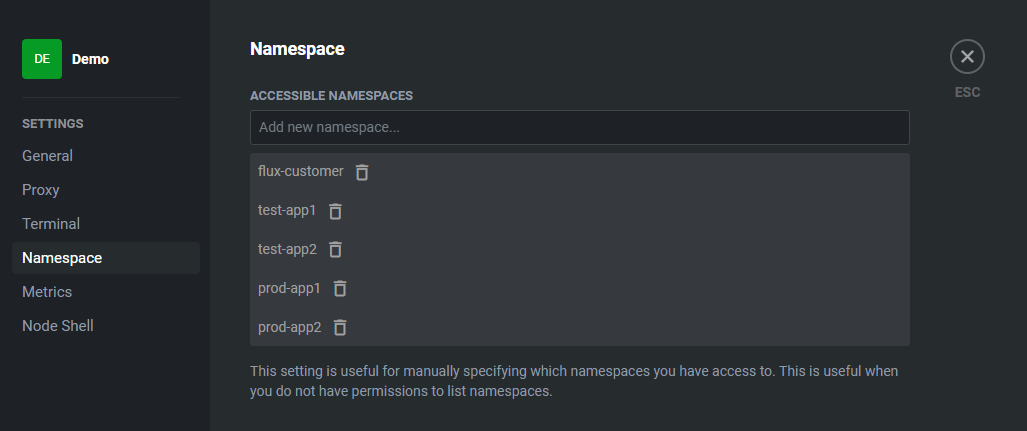 DE Demo
SETTINGS
General
Proxy
Terminal
Namespace
Metrics
Node Shell
Namespace
ACCESSIBLE NAMESPACES
Add new namespace...
flux-customer
test-app1
test-app2
prod-app1
prod-app2
This setting is useful for manually specifying which namespaces you have access to. This is useful when
you do not have permissions to list namespaces.
ESC